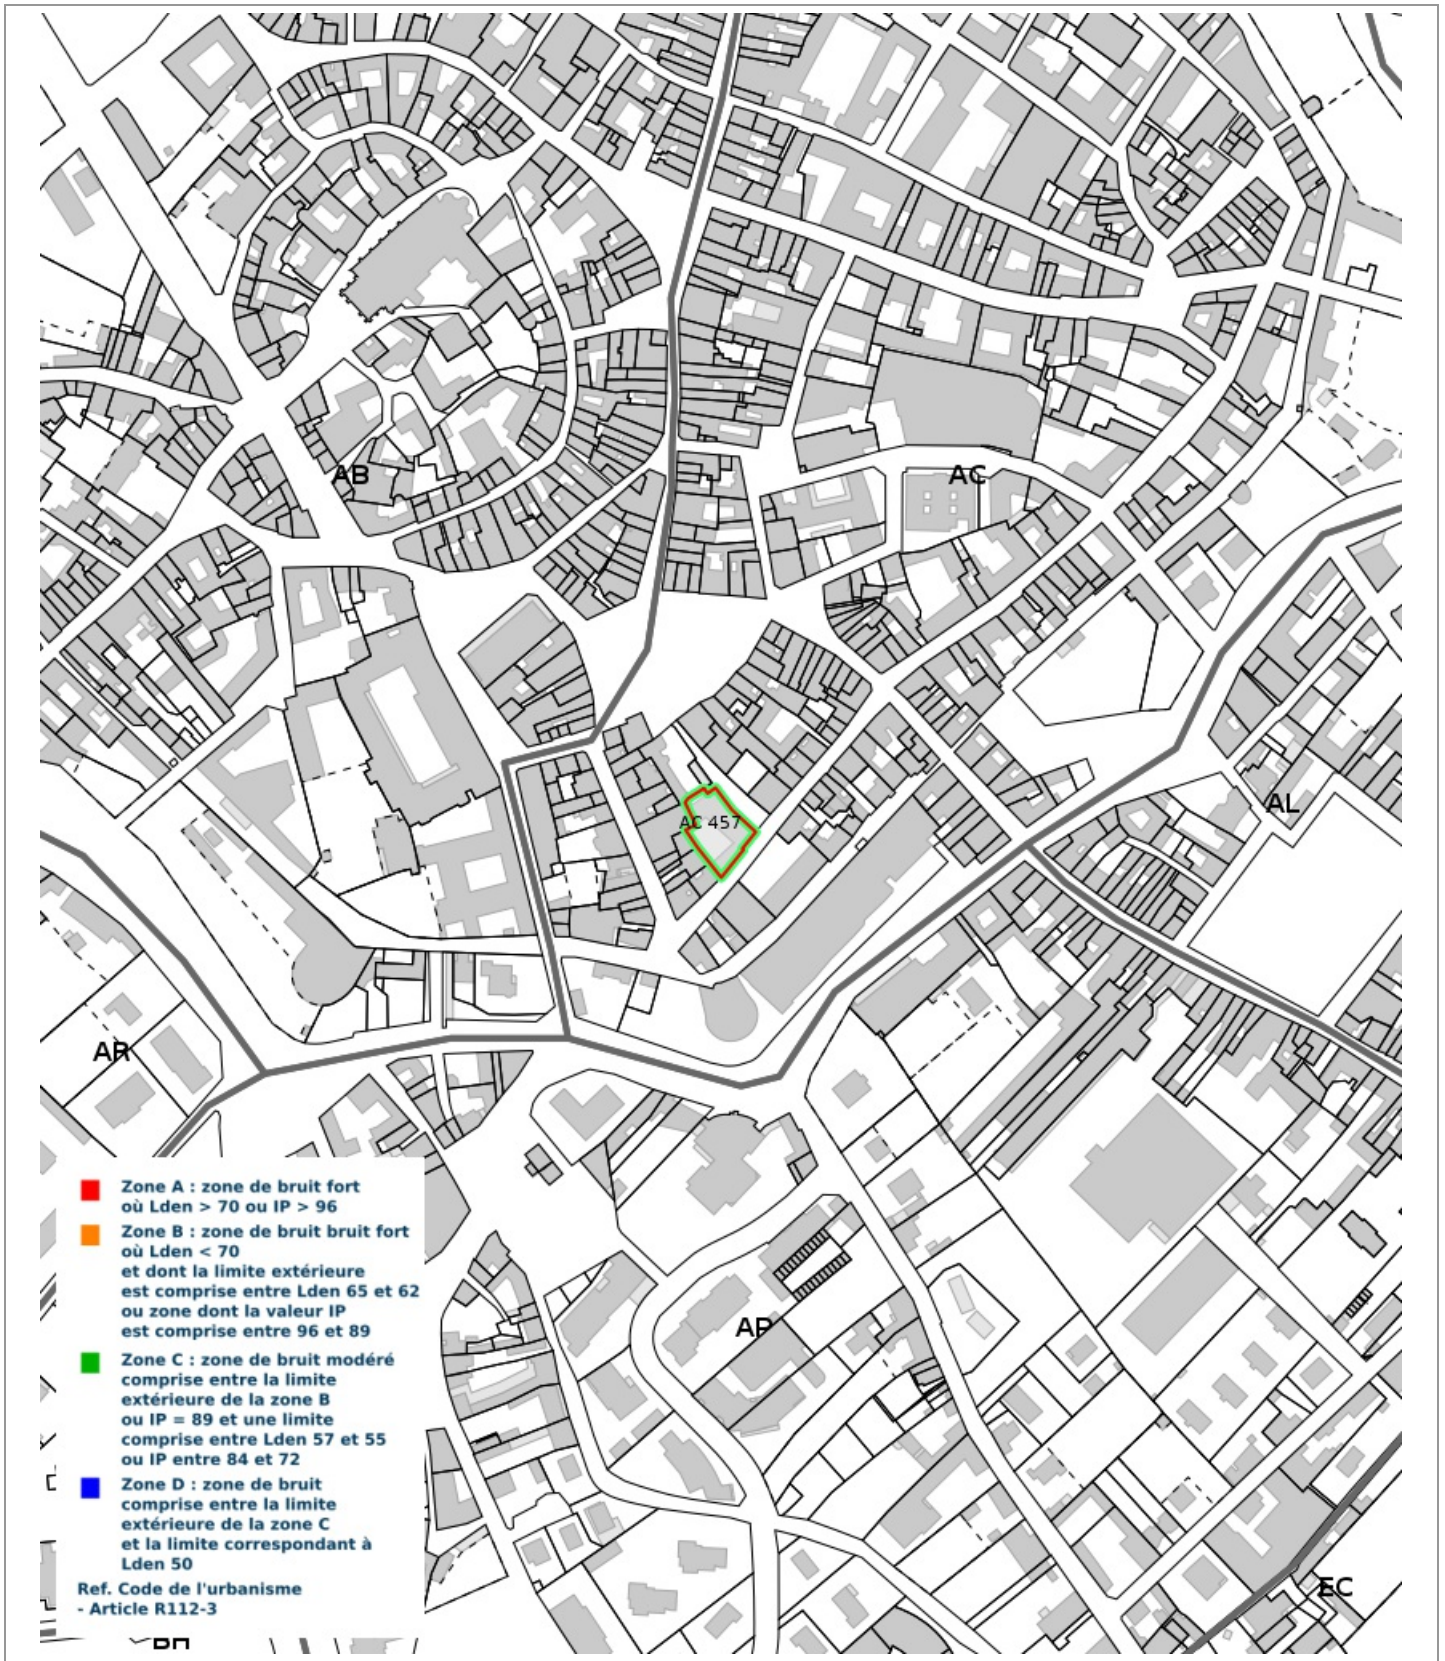 AB
AC
AC 457
AL
AR
AP
Zone A : zone de bruit fort
où Lden > 70 ou IP > 96
Zone B : zone de bruit bruit fort
où Lden < 70
et dont la limite extérieure
est comprise entre Lden 65 et 62
ou zone dont la valeur IP
est comprise entre 96 et 89
Zone C : zone de bruit modéré
comprise entre la limite
extérieure de la zone B
ou IP = 89 et une limite
comprise entre Lden 57 et 55
ou IP entre 84 et 72
Zone D : zone de bruit
comprise entre la limite
extérieure de la zone C
et la limite correspondant à
Lden 50
Ref. Code de l'urbanisme
- Article R112-3
EC
BH